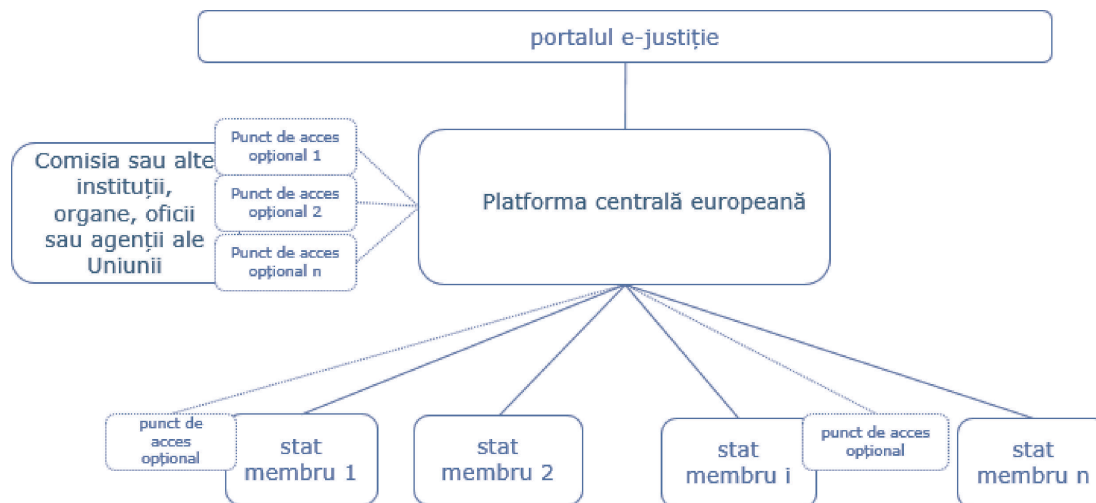 portalul e-justiție
Comisia sau alte
instituții,
organe, oficii
sau agenții ale
Uniunii
Punct de acces
opțional 1
Punct de acces
opțional 2
Punct de acces
opțional n
Platforma centrală europeană
punct de
acces
opțional
stat
membru 1
stat
membru 2
stat
membru i
punct de acces
opțional
stat
membru n